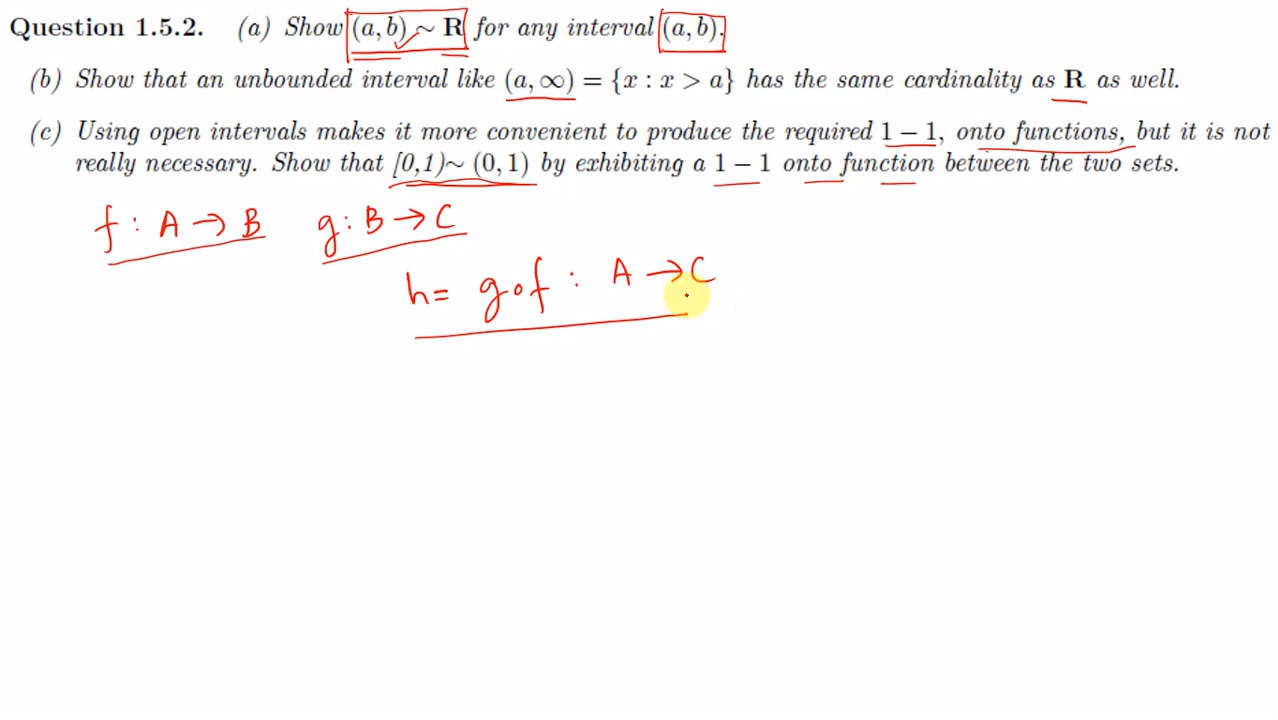 Question 1.5.2. (a) Show (a, b) ∼ R for any interval (a, b).
(b) Show that an unbounded interval like (a, ∞) = {x : x > a} has the same cardinality as R as well.
(c) Using open intervals makes it more convenient to produce the required 1 − 1, onto functions, but it is not
really necessary. Show that [0,1)∼ (0, 1) by exhibiting a 1 − 1 onto function between the two sets.
f : A → B g : B → C
h = g∘f : A → C